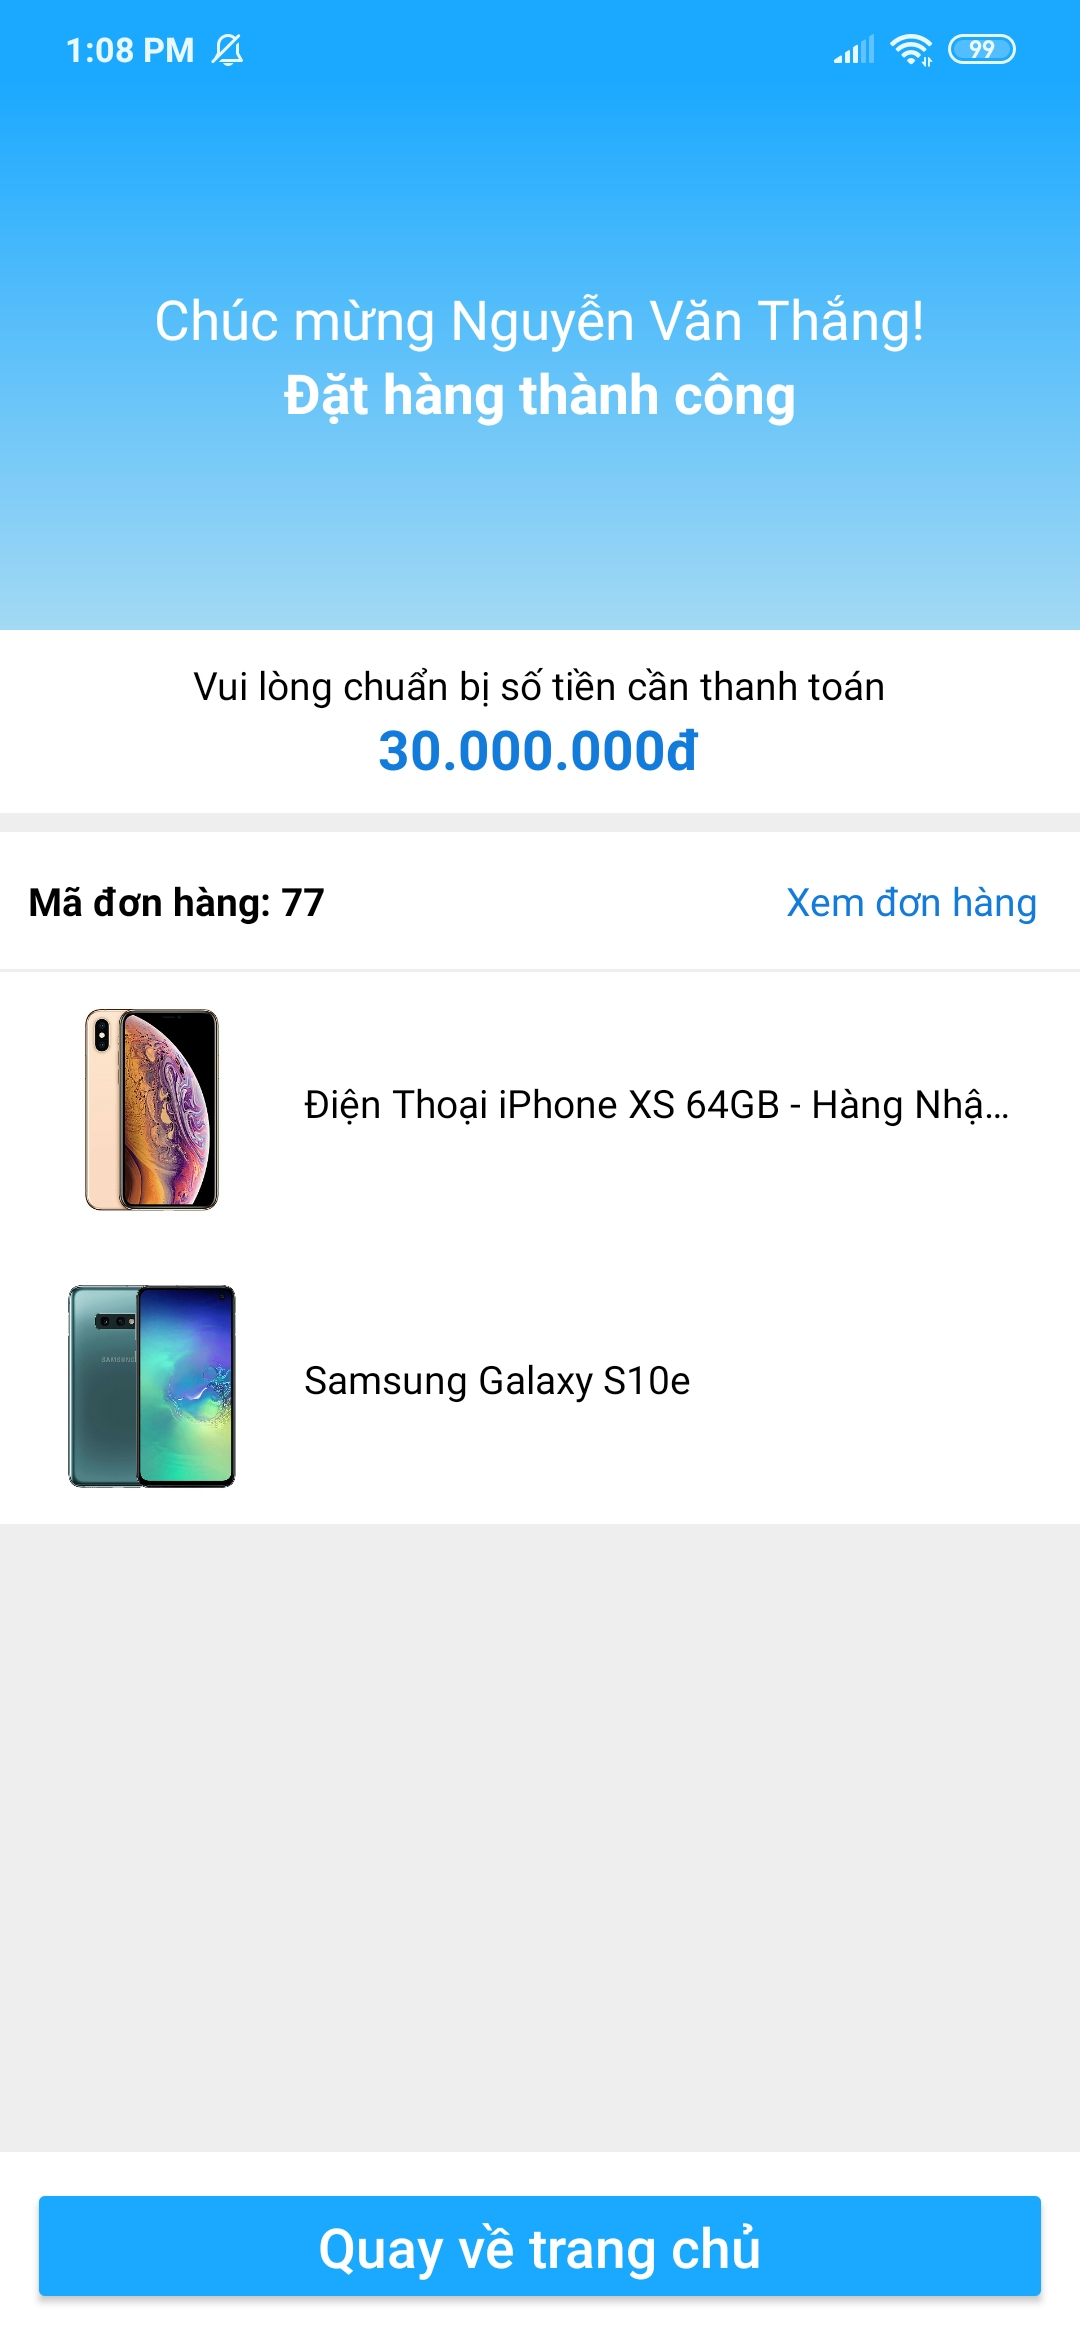 1:08 PM
99
Chúc mừng Nguyễn Văn Thắng!
Đặt hàng thành công
Vui lòng chuẩn bị số tiền cần thanh toán
30.000.000đ
Mã đơn hàng: 77
Xem đơn hàng
Điện Thoại iPhone XS 64GB - Hàng Nhậ...
SAMSUNG
Samsung Galaxy S10e
Quay về trang chủ